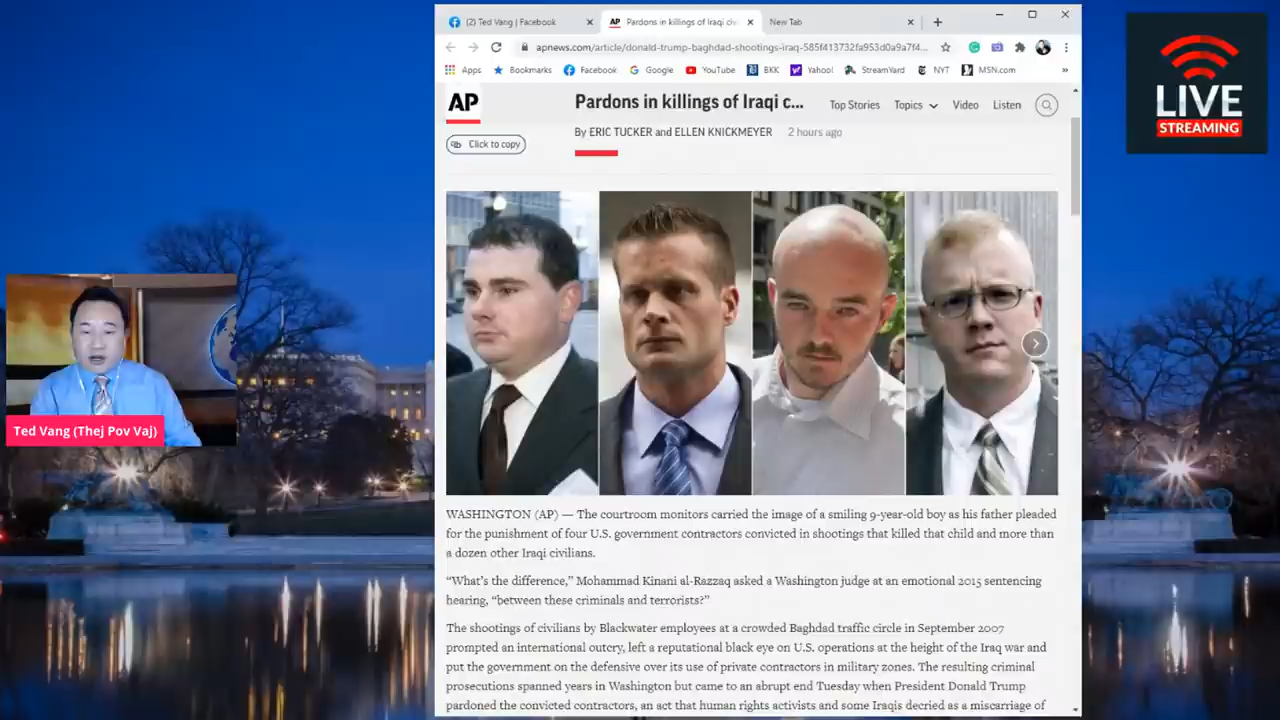 (2) Ted Vang | Facebook
AP Pardons in killings of Iraqi civi
New Tab
apnews.com/article/donald-trump-baghdad-shootings-iraq-585f413732fa953d0a9a7f4...
Apps Bookmarks Facebook Google YouTube BKK Yahoo! StreamYard NYT MSN.com »
AP
Pardons in killings of Iraqi c...
Top Stories Topics Video Listen
By ERIC TUCKER and ELLEN KNICKMEYER 2 hours ago
Click to copy
WASHINGTON (AP) — The courtroom monitors carried the image of a smiling 9-year-old boy as his father pleaded
for the punishment of four U.S. government contractors convicted in shootings that killed that child and more than
a dozen other Iraqi civilians.
“What’s the difference,” Mohammad Kinani al-Razzaq asked a Washington judge at an emotional 2015 sentencing
hearing, “between these criminals and terrorists?”
The shootings of civilians by Blackwater employees at a crowded Baghdad traffic circle in September 2007
prompted an international outcry, left a reputational black eye on U.S. operations at the height of the Iraq war and
put the government on the defensive over its use of private contractors in military zones. The resulting criminal
prosecutions spanned years in Washington but came to an abrupt end Tuesday when President Donald Trump
pardoned the convicted contractors, an act that human rights activists and some Iraqis decried as a miscarriage of
LIVE
STREAMING
Ted Vang (Thej Pov Vaj)